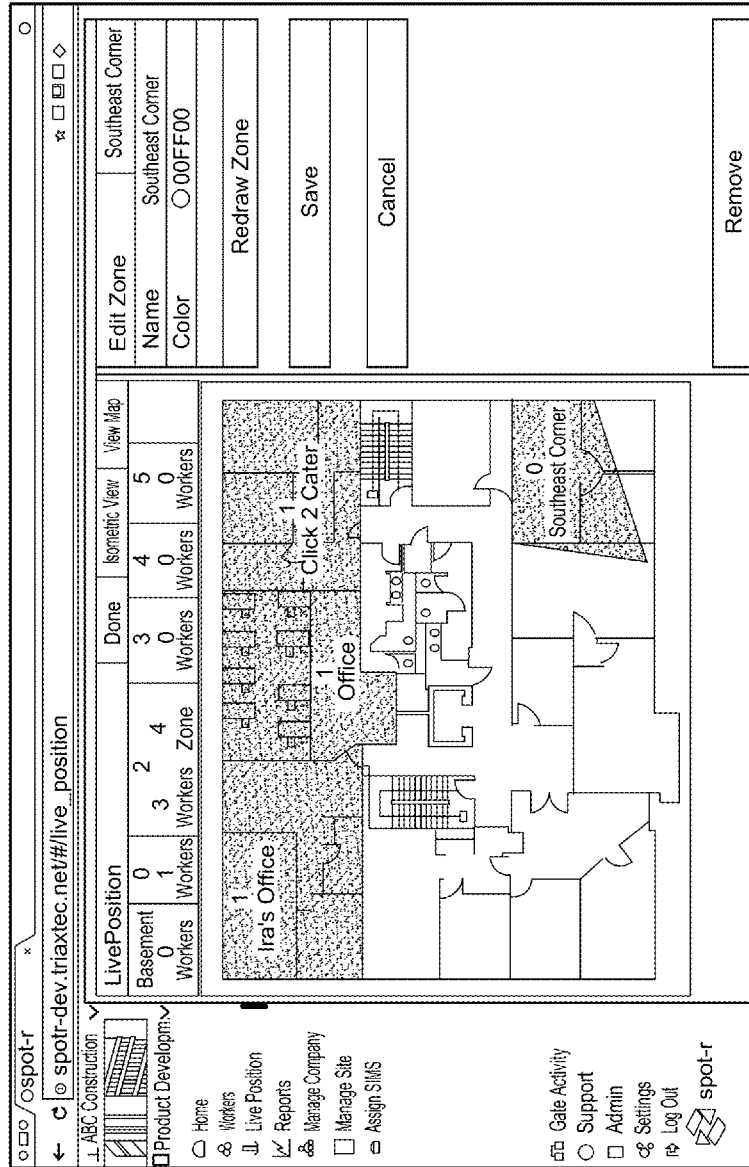 spot-r
spotr-dev.triaxtec.net/#/live_position
ABC Construction
Product Developm
Home
Workers
Live Position
Reports
Manage Company
Manage Site
Assign SIMS
Gate Activity
Support
Admin
Settings
Log Out
spot-r
LivePosition
Done
Isometric View
View Map
Basement 0 2 3 4 5
0 1 3 4 0 0 0
Workers Workers Workers Zone Workers Workers Workers
1
Ira's Office
1
Office
1
Click 2 Cater
0
Southeast Corner
Edit Zone Southeast Corner
Name Southeast Corner
Color 00FF00
Redraw Zone
Save
Cancel
Remove